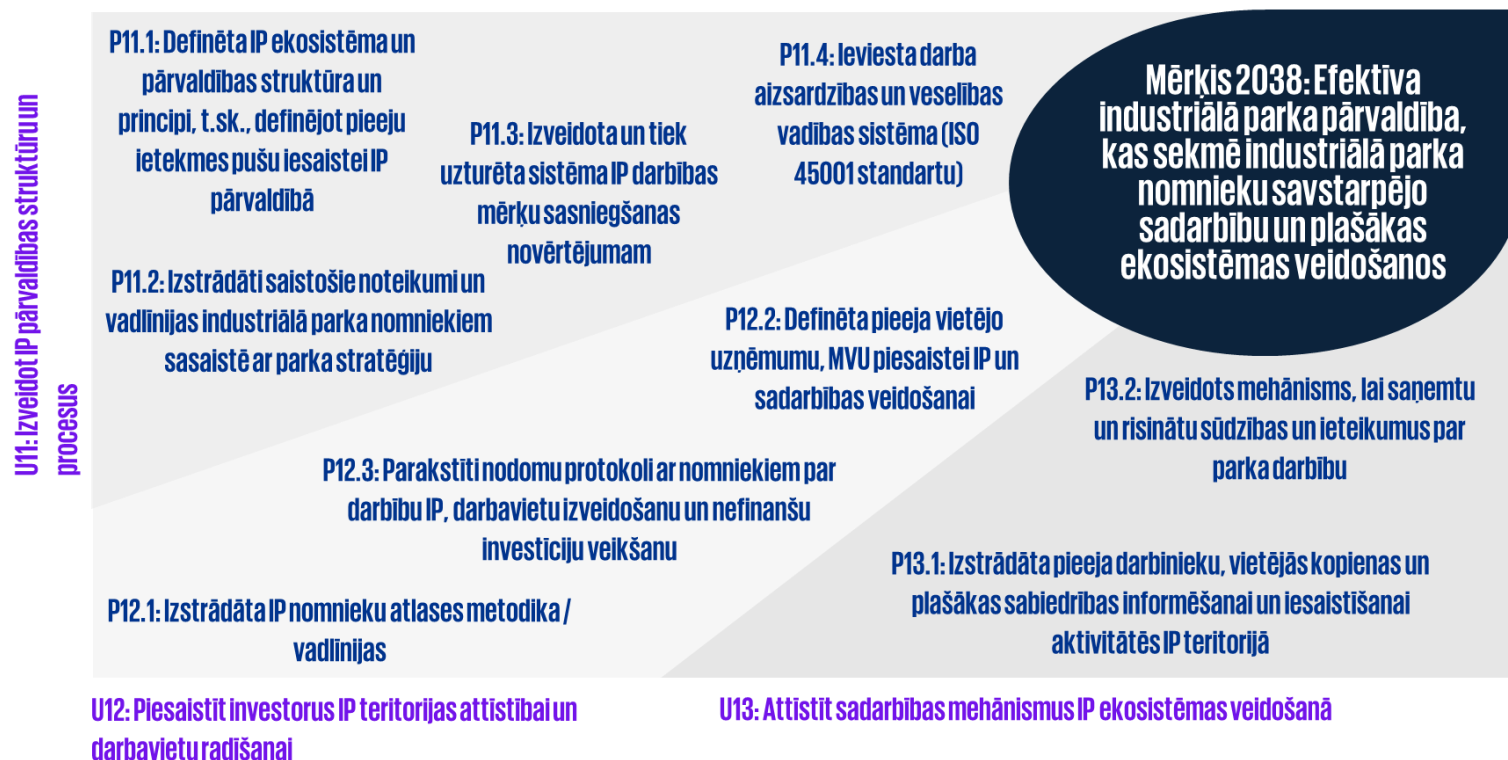 U11: Izveidot IP pārvaldības struktūru un
procesus
P11.1: Definēta IP ekosistēma un
pārvaldības struktūra un
principi, t.sk., definējot pieeju
ietekmes pušu iesaistei IP
pārvaldībā
P11.2: Izstrādāti saistošie noteikumi un
vadlīnijas industriālā parka nomniekiem
sasaistē ar parka stratēģiju
P11.3: Izveidota un tiek
uzturēta sistēma IP darbības
mērķu sasniegšanas
novērtējumam
P11.4: Ieviesta darba
aizsardzības un veselības
vadības sistēma (ISO
45001 standartu)
Mērķis 2038: Efektīva
industriālā parka pārvaldība,
kas sekmē industriālā parka
nomnieku savstarpējo
sadarbību un plašākas
ekosistēmas veidošanos
P12.2: Definēta pieeja vietējo
uzņēmumu, MVU piesaistei IP un
sadarbības veidošanai
P12.3: Parakstīti nodomu protokoli ar nomniekiem par
darbību IP, darbavietu izveidošanu un nefinanšu
investīciju veikšanu
P12.1: Izstrādāta IP nomnieku atlases metodika /
vadlīnijas
P13.2: Izveidots mehānisms, lai saņemtu
un risinātu sūdzības un ieteikumus par
parka darbību
P13.1: Izstrādāta pieeja darbinieku, vietējās kopienas un
plašākas sabiedrības informēšanai un iesaistīšanai
aktivitātēs IP teritorijā
U12: Piesaistīt investorus IP teritorijas attīstībai un
darbavietu radīšanai
U13: Attīstīt sadarbības mehānismus IP ekosistēmas veidošanā